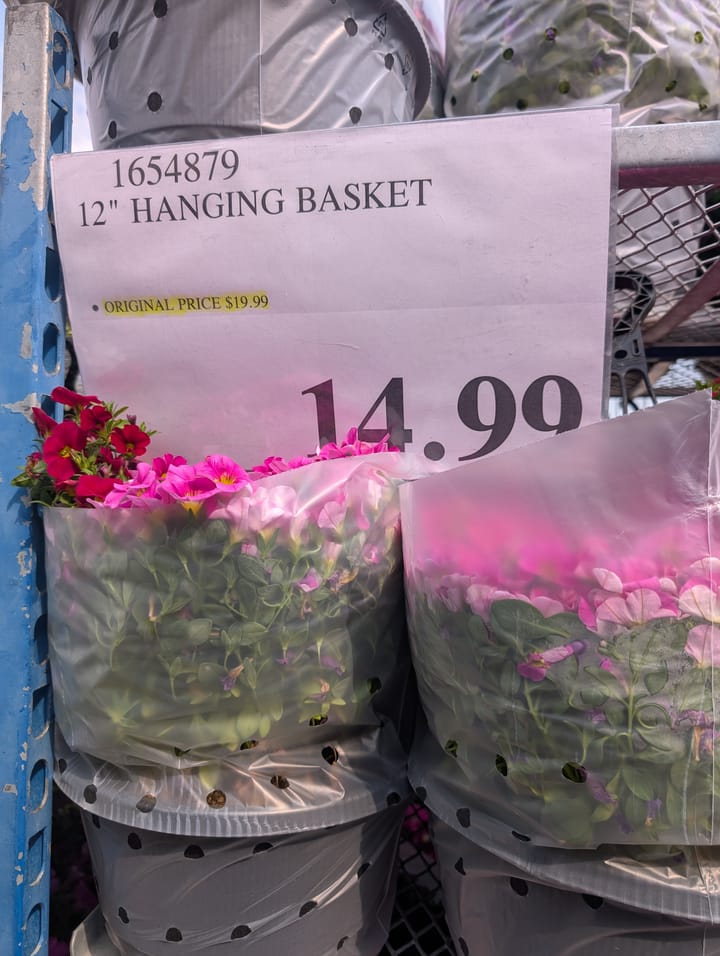 1654879
12" HANGING BASKET
• ORIGINAL PRICE $19.99
14.99